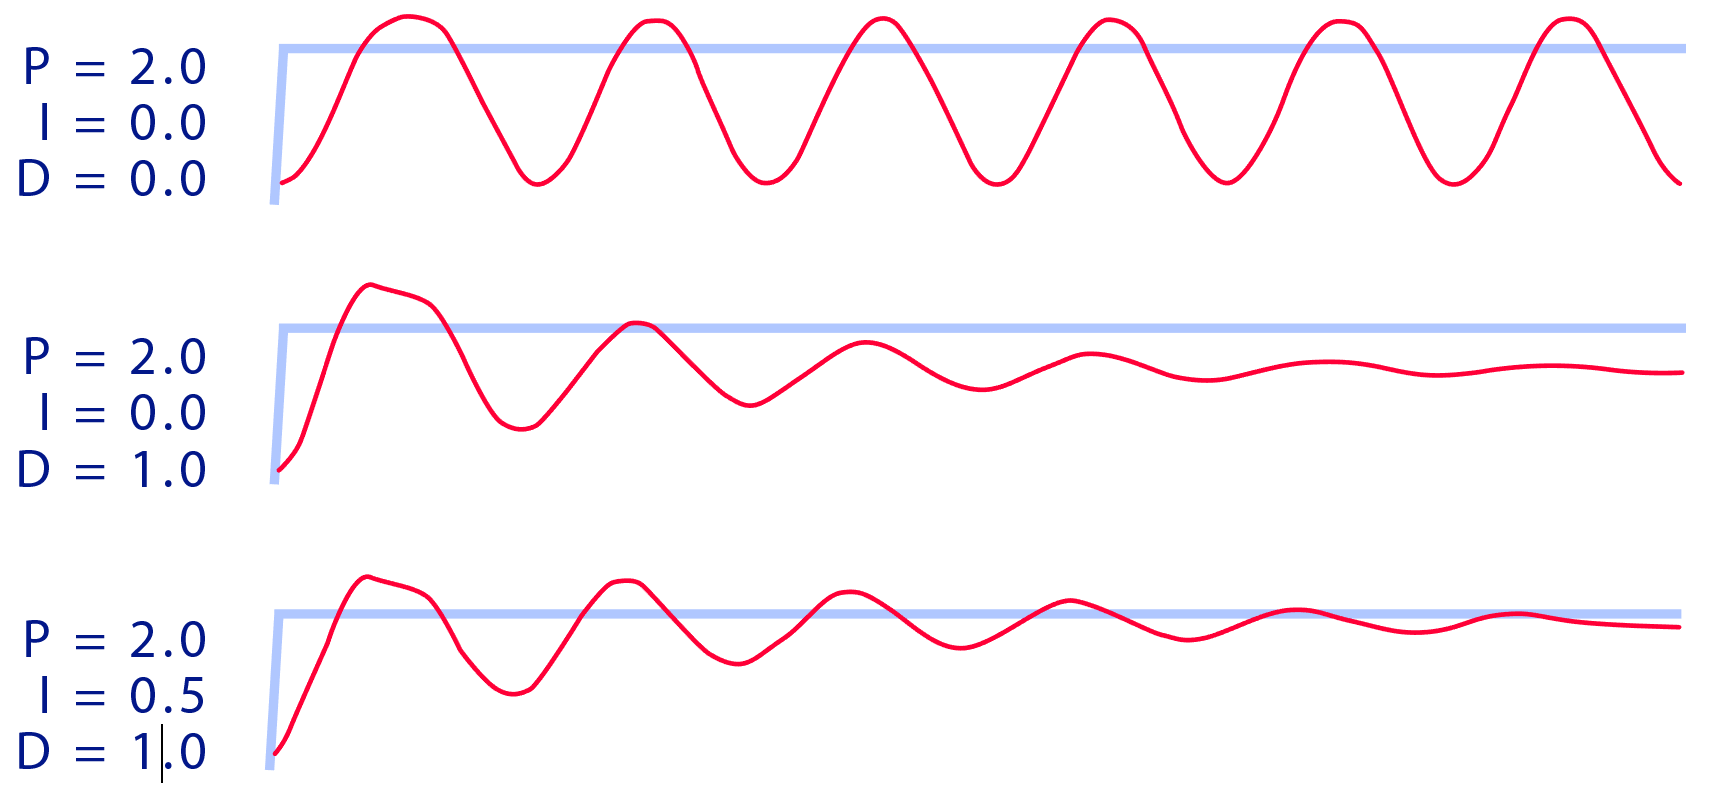 P = 2.0
I = 0.0
D = 0.0
P = 2.0
I = 0.0
D = 1.0
P = 2.0
I = 0.5
D = 1.0